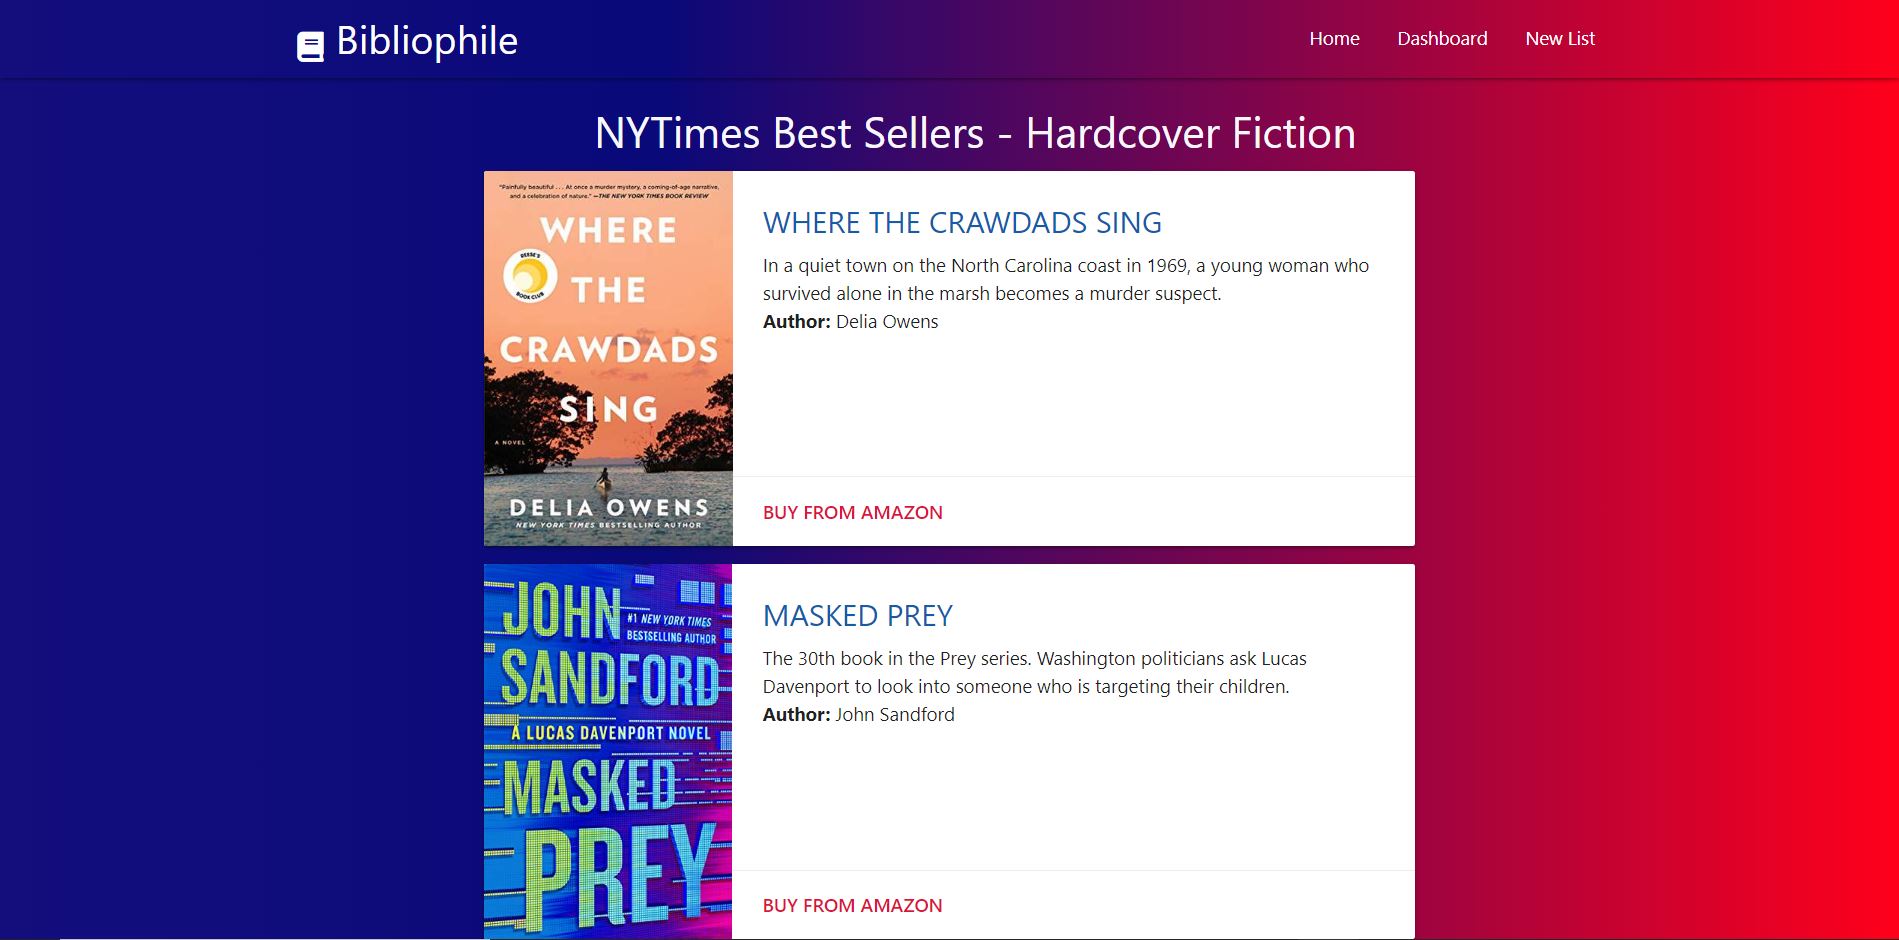 Bibliophile
Home
Dashboard
New List
NYTimes Best Sellers - Hardcover Fiction
"Painfully beautiful . . . At once a murder mystery, a coming-of-age narrative,
and a celebration of nature." —THE NEW YORK TIMES BOOK REVIEW
WHERE
REESE'S
BOOK CLUB
THE
CRAWDADS
SING
A NOVEL
DELIA OWENS
NEW YORK TIMES BESTSELLING AUTHOR
WHERE THE CRAWDADS SING
In a quiet town on the North Carolina coast in 1969, a young woman who
survived alone in the marsh becomes a murder suspect.
Author: Delia Owens
BUY FROM AMAZON
JOHN
#1 NEW YORK TIMES
BESTSELLING AUTHOR
SANDFORD
A LUCAS DAVENPORT NOVEL
MASKED
PREY
MASKED PREY
The 30th book in the Prey series. Washington politicians ask Lucas
Davenport to look into someone who is targeting their children.
Author: John Sandford
BUY FROM AMAZON